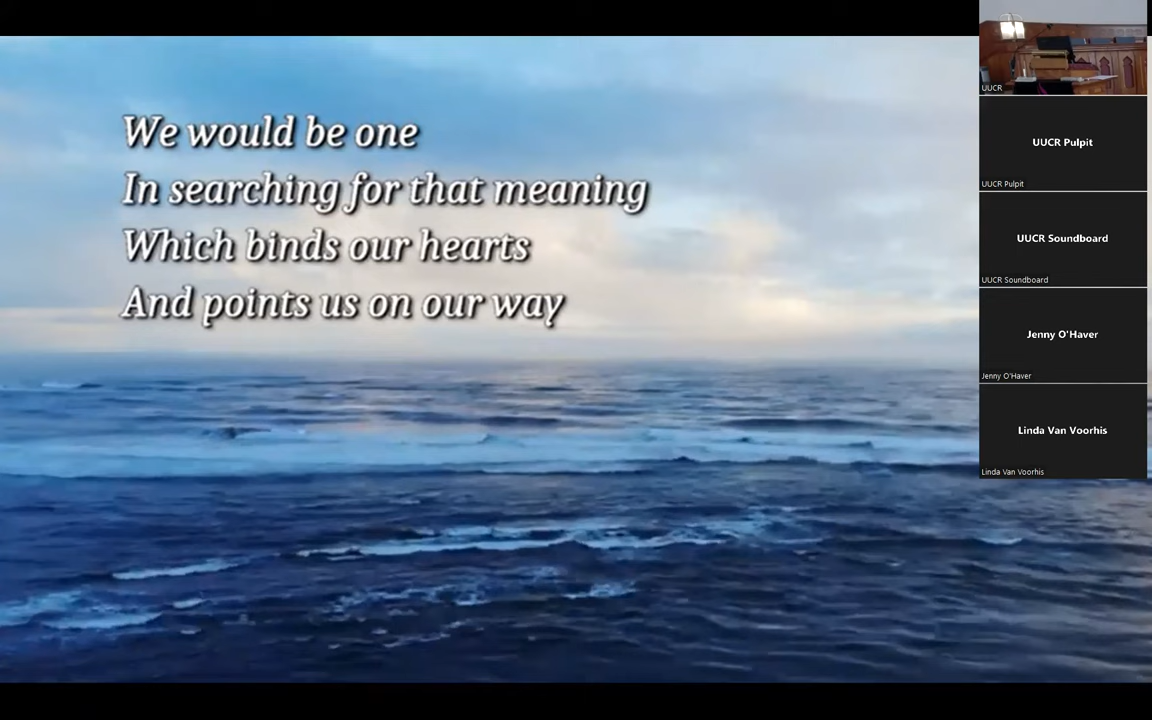 We would be one
In searching for that meaning
Which binds our hearts
And points us on our way
UUCR
UUCR Pulpit
UUCR Pulpit
UUCR Soundboard
UUCR Soundboard
Jenny O'Haver
Jenny O'Haver
Linda Van Voorhis
Linda Van Voorhis